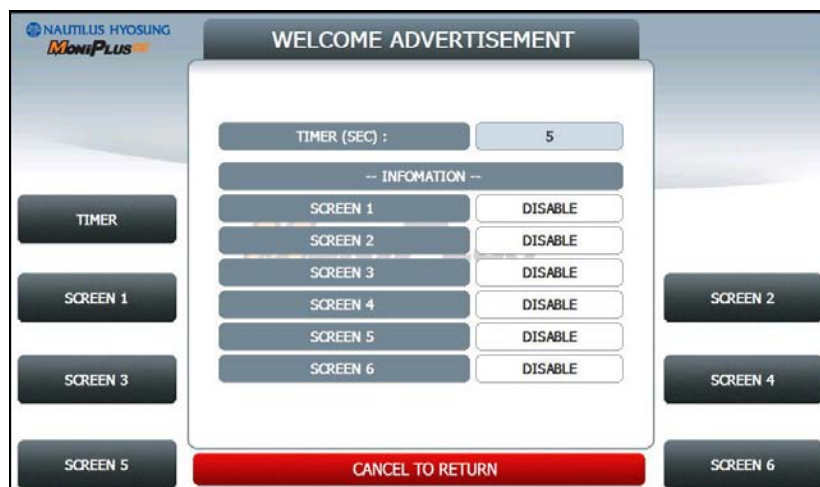 NAUTILUS HYOSUNG
MoniPlus
WELCOME ADVERTISEMENT
TIMER (SEC) : 5
-- INFOMATION --
SCREEN 1 DISABLE
SCREEN 2 DISABLE
SCREEN 3 DISABLE
SCREEN 4 DISABLE
SCREEN 5 DISABLE
SCREEN 6 DISABLE
TIMER
SCREEN 1
SCREEN 2
SCREEN 3
SCREEN 4
SCREEN 5
SCREEN 6
CANCEL TO RETURN